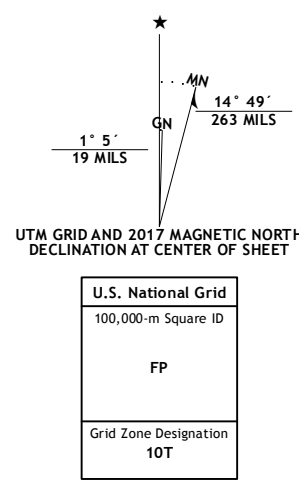 ★
MN
14° 49´
263 MILS
GN
1° 5´
19 MILS
UTM GRID AND 2017 MAGNETIC NORTH
DECLINATION AT CENTER OF SHEET
U.S. National Grid
100,000-m Square ID
FP
Grid Zone Designation
10T